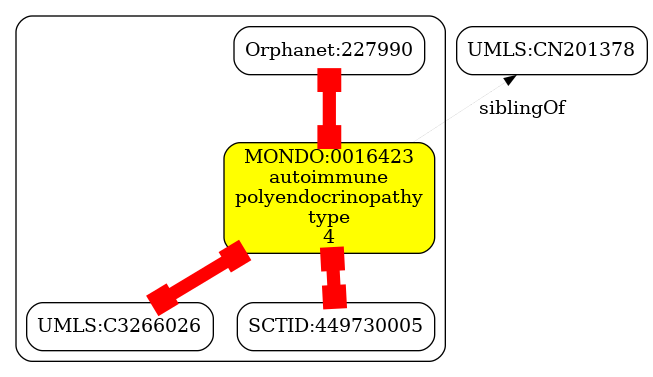 Orphanet:227990
UMLS:CN201378
siblingOf
MONDO:0016423
autoimmune
polyendocrinopathy
type
4
UMLS:C3266026
SCTID:449730005